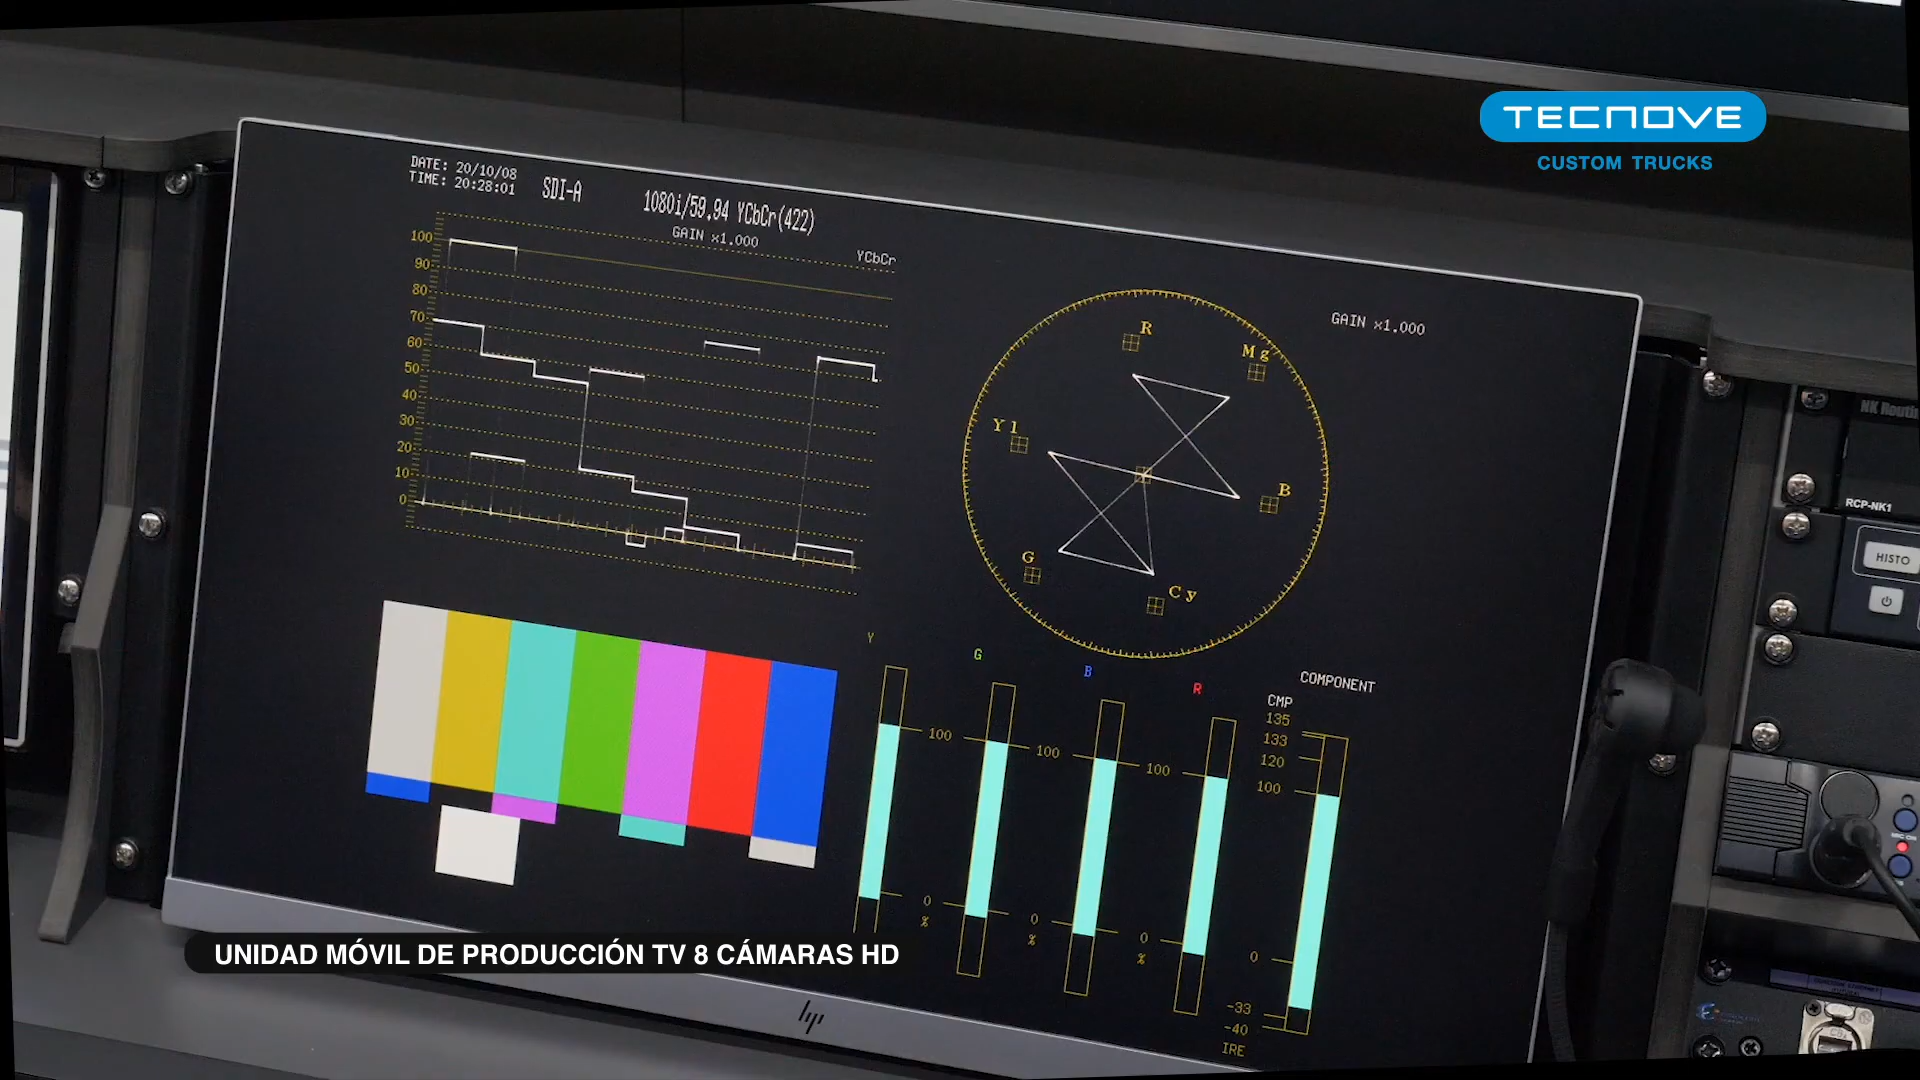 TECNOVE
CUSTOM TRUCKS
DATE: 20/10/08
TIME: 20:28:01
SDI-A
1080i/59.94 YCbCr(422)
GAIN x1.000
YCbCr
100
90
80
70
60
50
40
30
20
10
0
GAIN x1.000
R
Mg
Yl
B
G
Cy
NK
RCP-NK1
HISTO
Y
G
B
R
COMPONENT
CMP
135
133
120
100
0
-33
-40
IRE
100
100
100
0
%
0
%
0
%
UNIDAD MÓVIL DE PRODUCCIÓN TV 8 CÁMARAS HD
hp